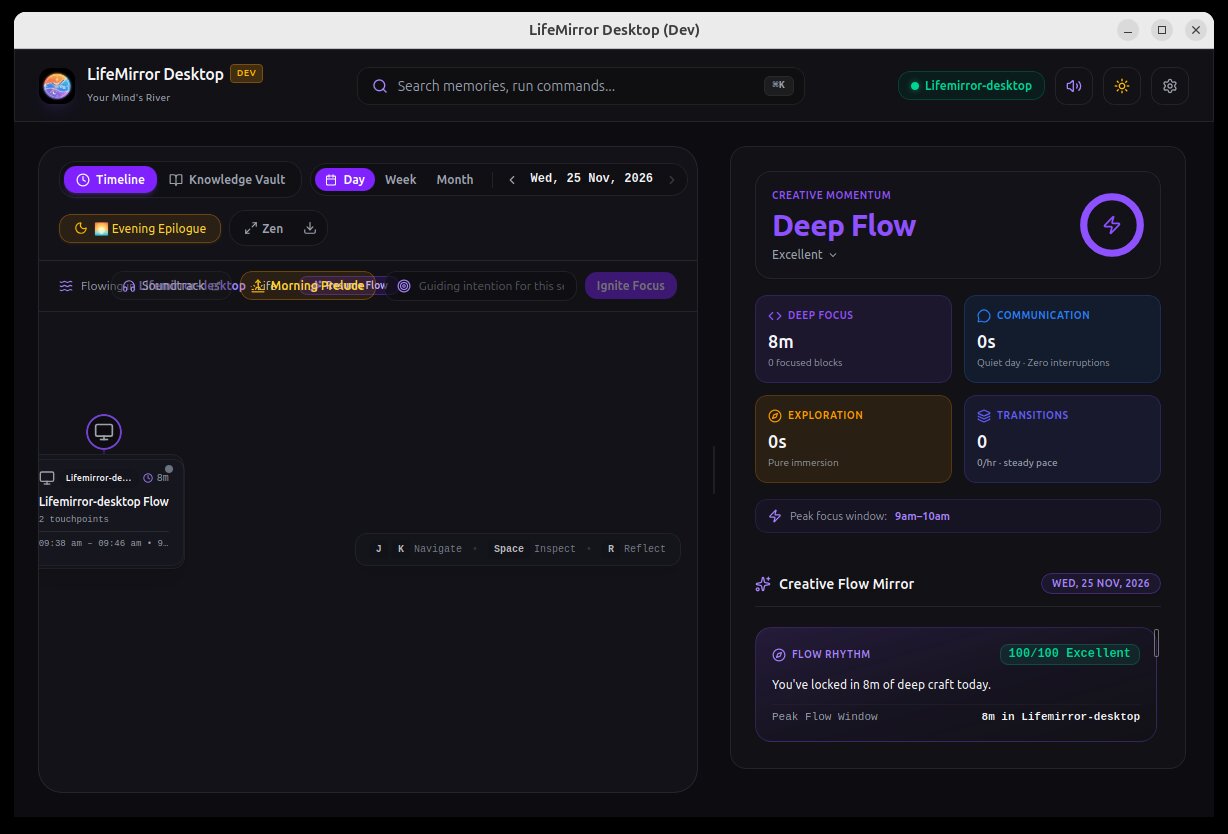 LifeMirror Desktop (Dev)
LifeMirror Desktop DEV
Your Mind's River
Search memories, run commands... ⌘K
Lifemirror-desktop
Timeline Knowledge Vault Day Week Month Wed, 25 Nov, 2026
🌅 Evening Epilogue Zen
Flowing Soundtrack Lifemirror-desktop Morning Prelude Flow Guiding intention for this se Ignite Focus
Lifemirror-de... 8m
Lifemirror-desktop Flow
2 touchpoints
09:38 am – 09:46 am • 9…
J K Navigate · Space Inspect · R Reflect
CREATIVE MOMENTUM
Deep Flow
Excellent
DEEP FOCUS
8m
0 focused blocks
COMMUNICATION
0s
Quiet day · Zero interruptions
EXPLORATION
0s
Pure immersion
TRANSITIONS
0
0/hr · steady pace
Peak focus window: 9am–10am
Creative Flow Mirror WED, 25 NOV, 2026
FLOW RHYTHM 100/100 Excellent
You've locked in 8m of deep craft today.
Peak Flow Window 8m in Lifemirror-desktop